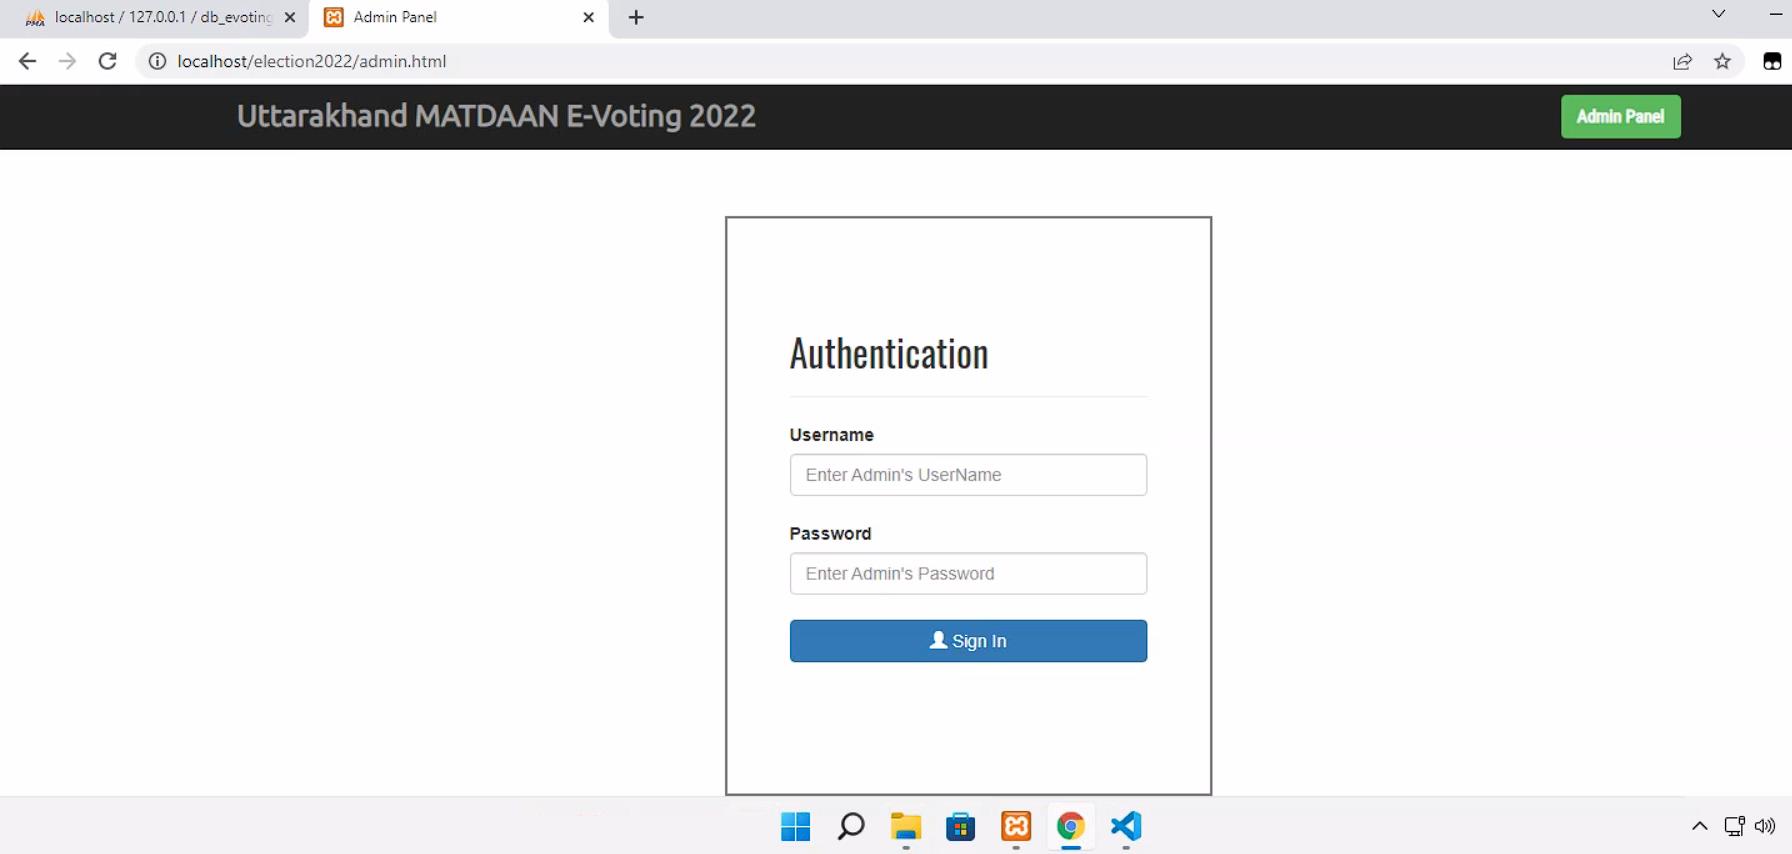 localhost / 127.0.0.1 / db_evoting
Admin Panel
localhost/election2022/admin.html
Uttarakhand MATDAAN E-Voting 2022
Admin Panel
Authentication
Username
Enter Admin's UserName
Password
Enter Admin's Password
Sign In